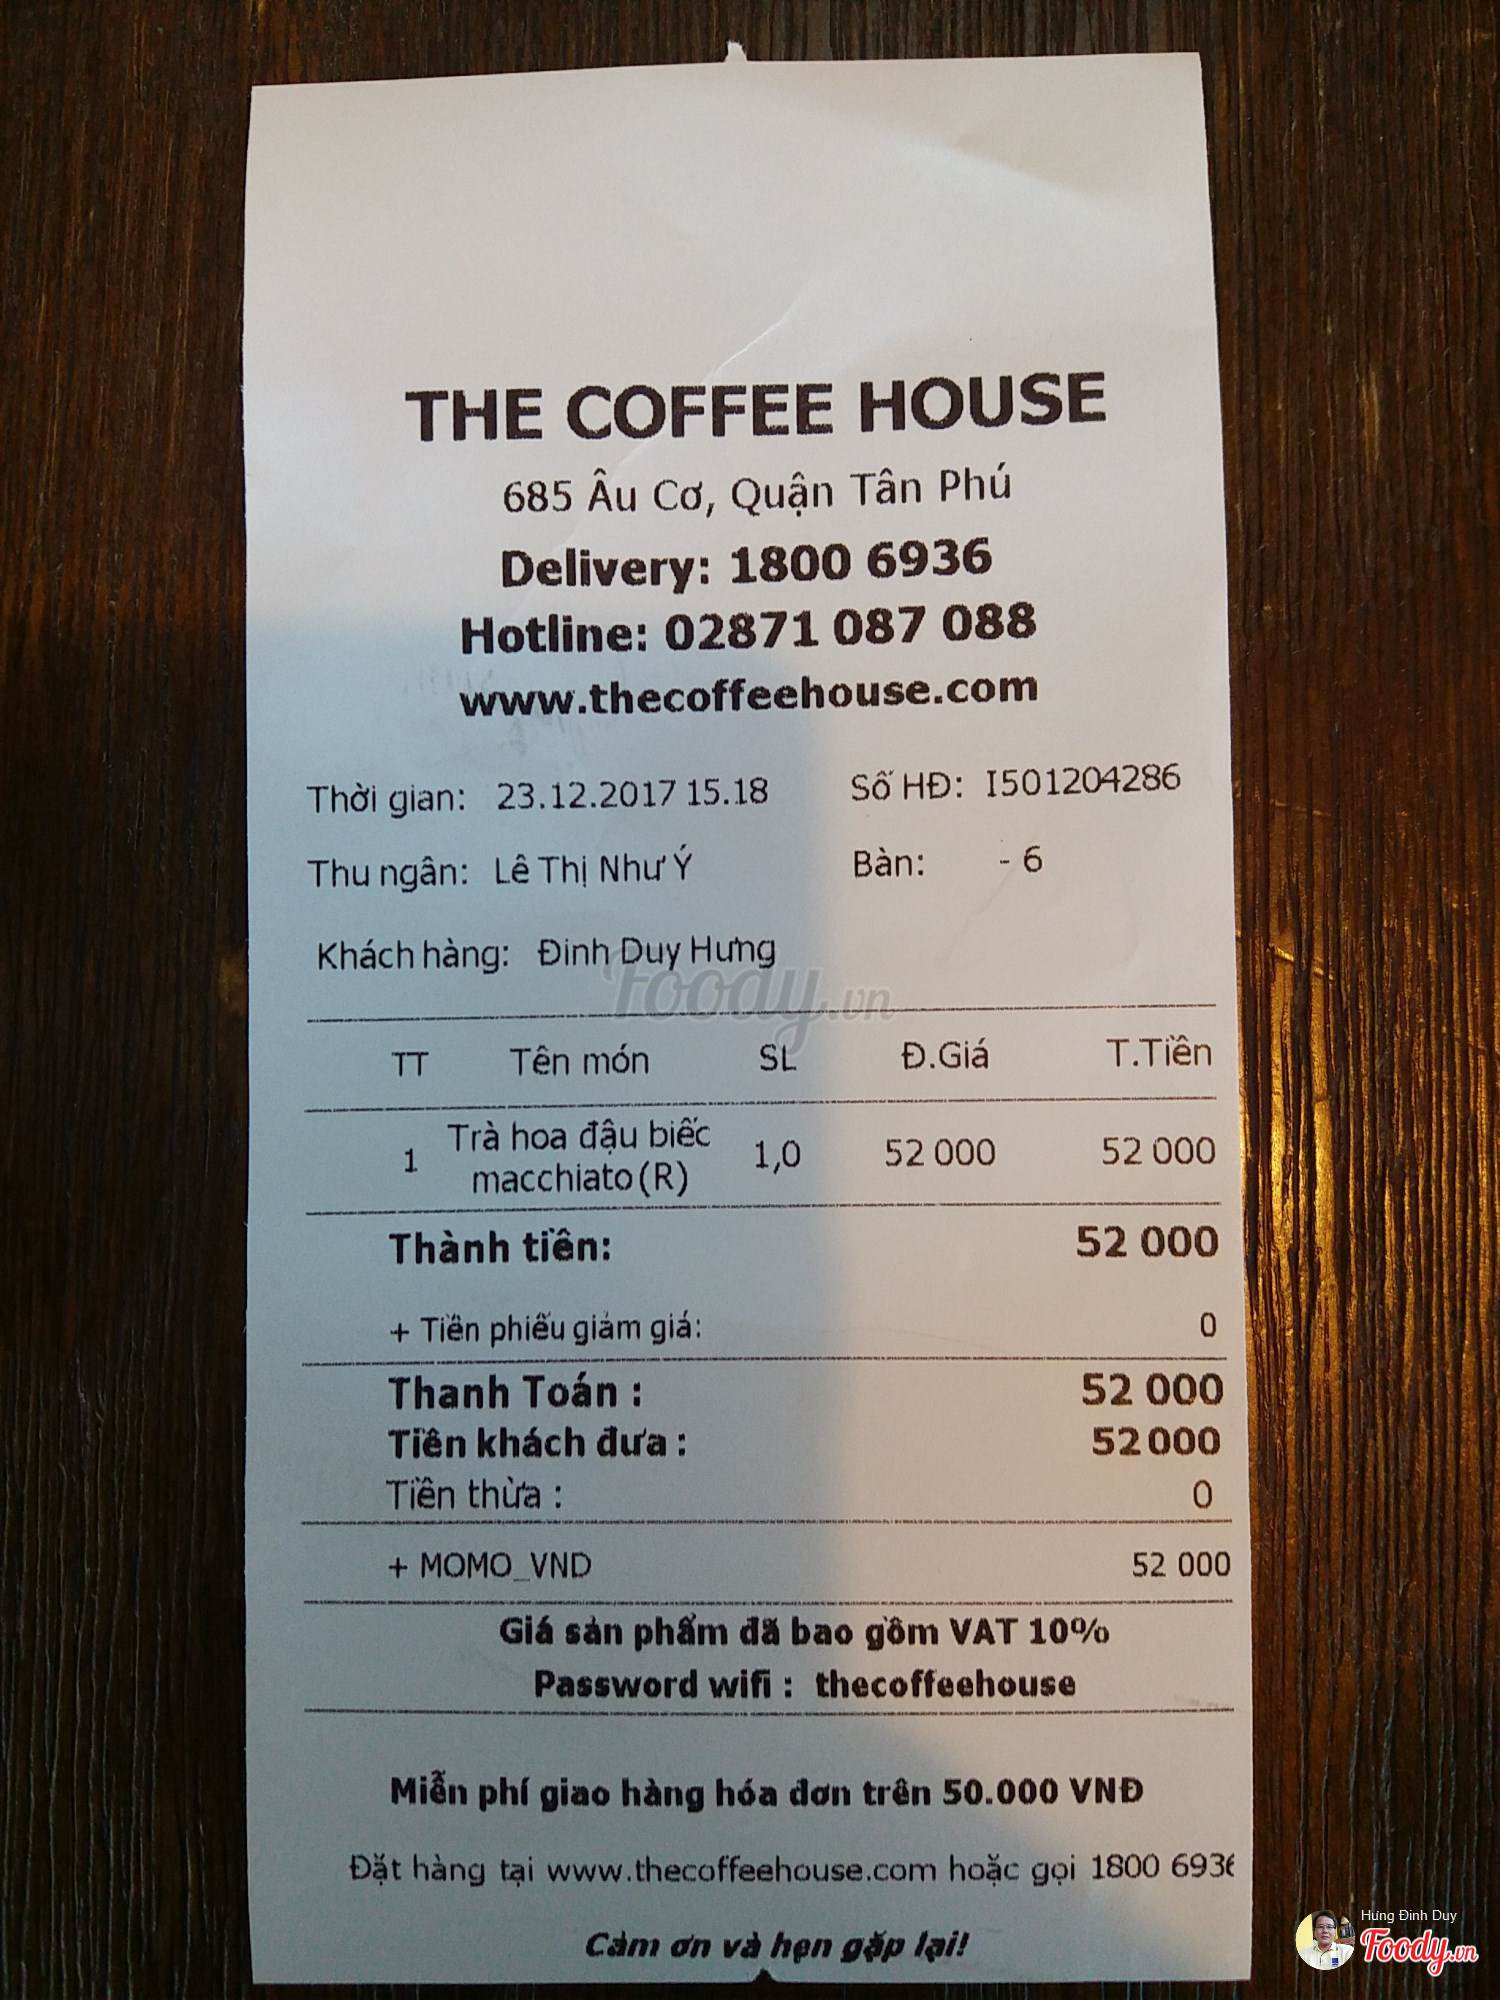 THE COFFEE HOUSE
685 Âu Cơ, Quận Tân Phú
Delivery: 1800 6936
Hotline: 02871 087 088
www.thecoffeehouse.com
Thời gian: 23.12.2017 15.18 Số HĐ: I501204286
Thu ngân: Lê Thị Như Ý Bàn: - 6
Khách hàng: Đinh Duy Hưng
Foody.vn
TT Tên món SL Đ.Giá T.Tiền
1 Trà hoa đậu biếc macchiato (R) 1,0 52 000 52 000
Thành tiền: 52 000
+ Tiền phiếu giảm giá: 0
Thanh Toán : 52 000
Tiền khách đưa : 52 000
Tiền thừa : 0
+ MOMO_VND 52 000
Giá sản phẩm đã bao gồm VAT 10%
Password wifi : thecoffeehouse
Miễn phí giao hàng hóa đơn trên 50.000 VNĐ
Đặt hàng tại www.thecoffeehouse.com hoặc gọi 1800 6936
Cảm ơn và hẹn gặp lại!
Hưng Đinh Duy
Foody.vn